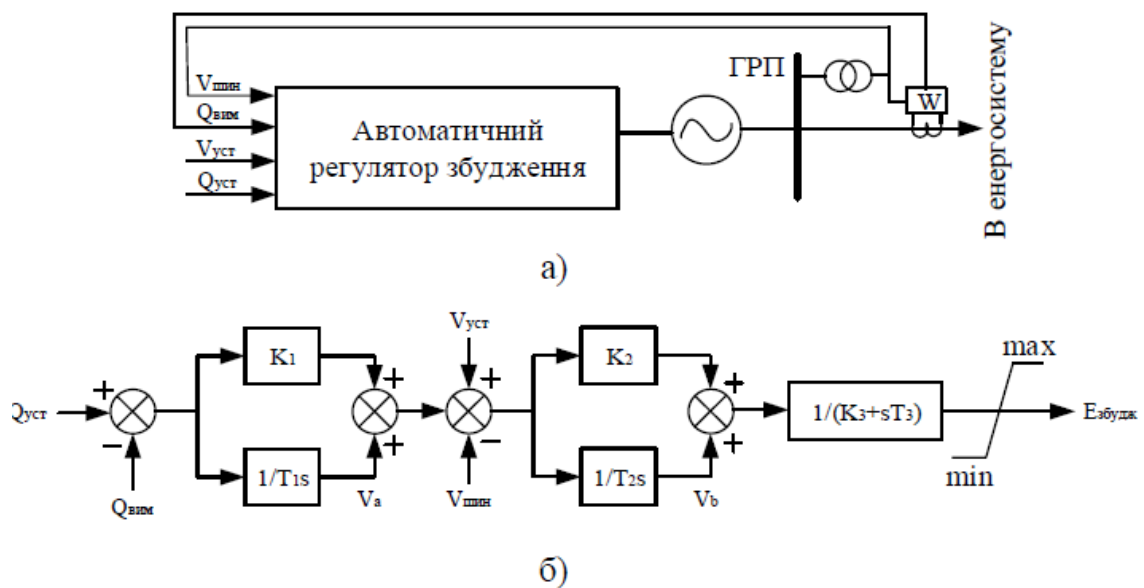 ГРП
Vшин
Qвим
Vуст
Qуст
Автоматичний
регулятор збудження
W
В енергосистему
а)
Vуст
K1
K2
max
+
+
+
+
Qуст
1/(K3+sT3)
Eзбудж
−
+
−
+
1/T1s
1/T2s
min
Qвим
Va
Vшин
Vb
б)